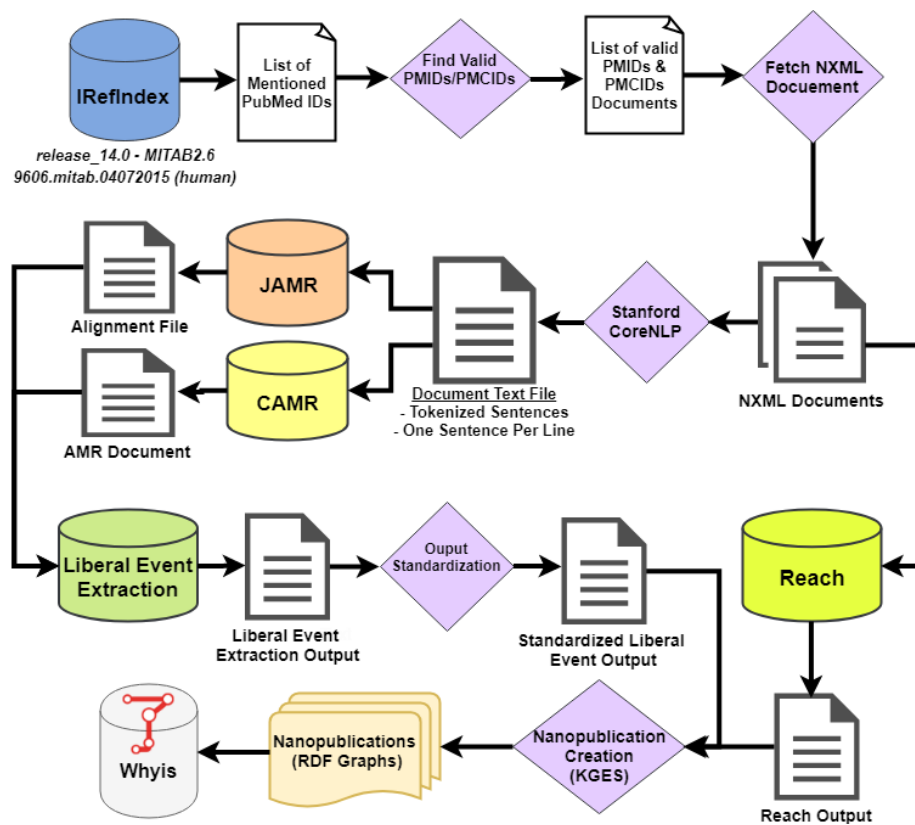 IRefIndex
release_14.0 - MITAB2.6
9606.mitab.04072015 (human)
List of
Mentioned
PubMed IDs
Find Valid
PMIDs/PMCIDs
List of valid
PMIDs &
PMCIDs
Documents
Fetch NXML
Docuement
Alignment File
JAMR
AMR Document
CAMR
Document Text File
- Tokenized Sentences
- One Sentence Per Line
Stanford
CoreNLP
NXML Documents
Liberal Event
Extraction
Liberal Event
Extraction Output
Ouput
Standardization
Standardized Liberal
Event Output
Reach
Whyis
Nanopublications
(RDF Graphs)
Nanopublication
Creation
(KGES)
Reach Output